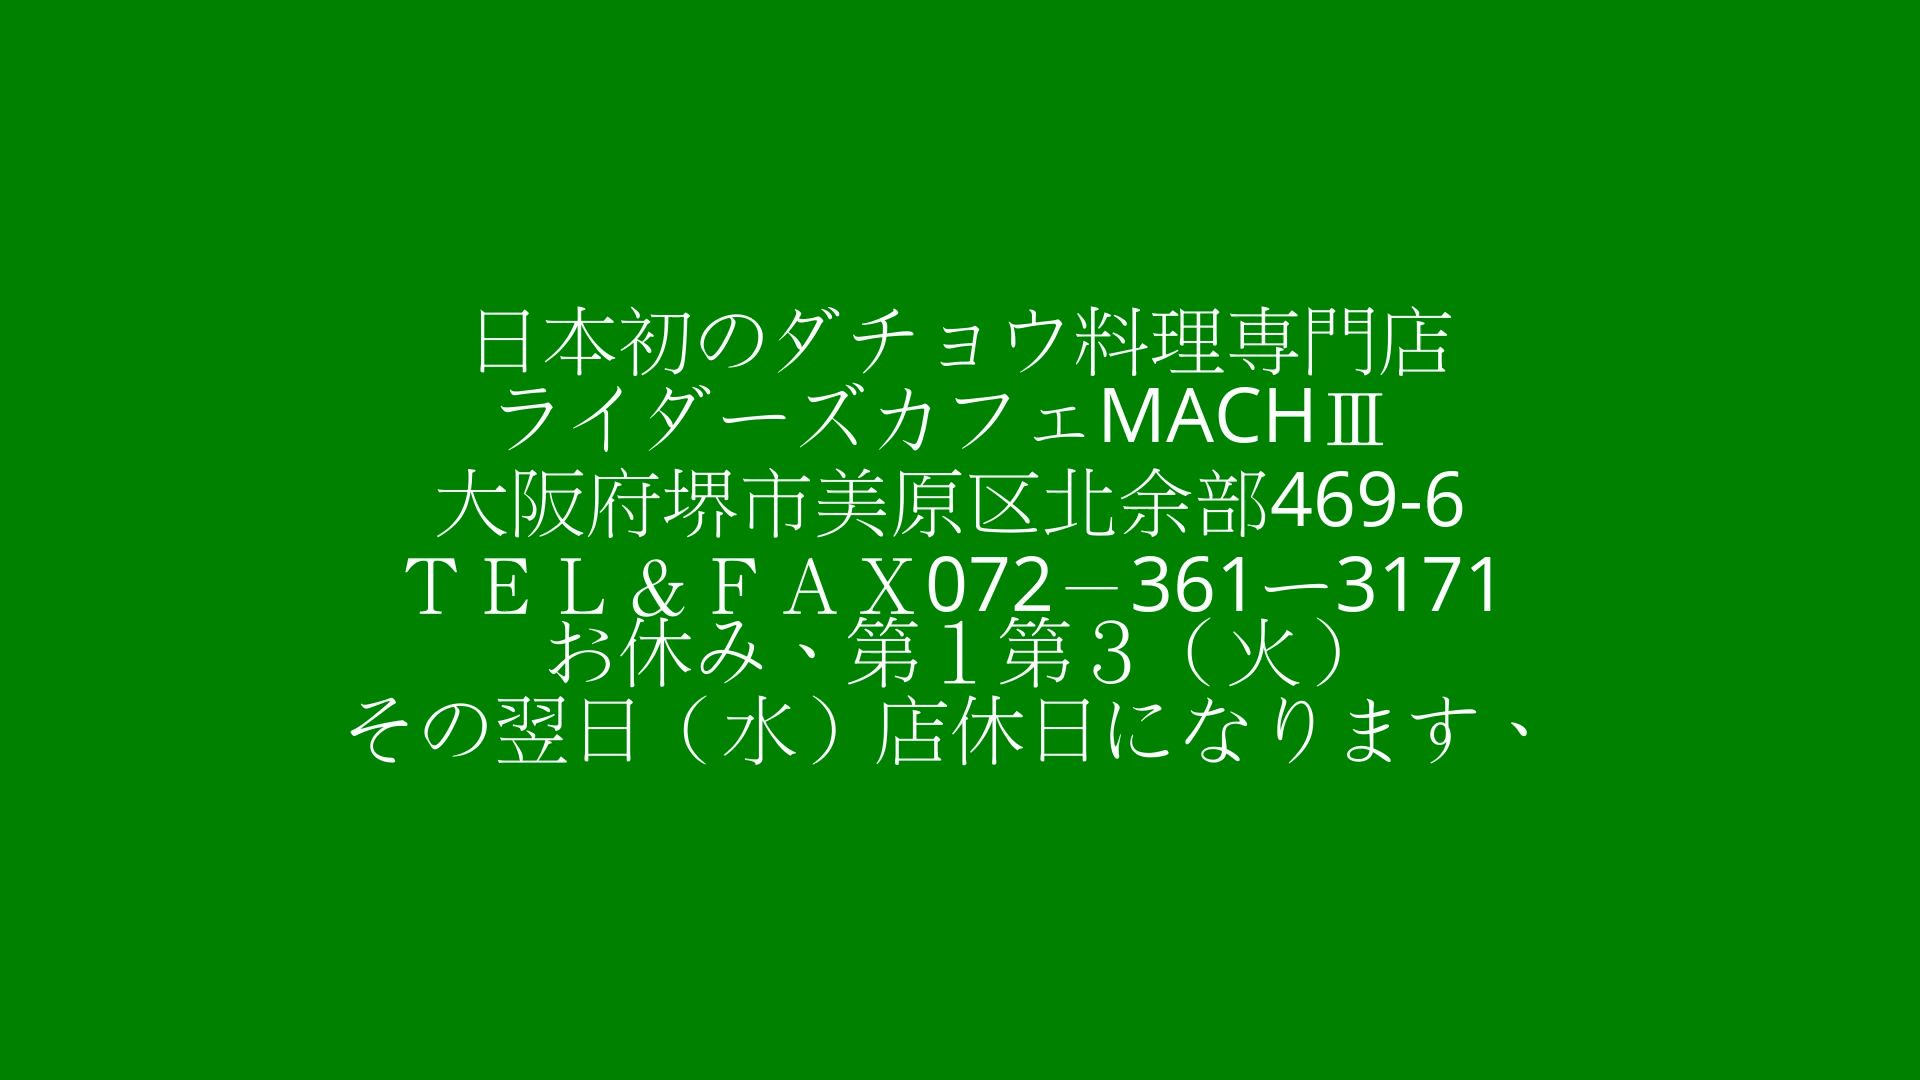 日本初のダチョウ料理専門店
ライダーズカフェMACHⅢ
大阪府堺市美原区北余部469-6
ＴＥＬ＆ＦＡＸ072－361ー3171
お休み、第１第３（火）
その翌日（水）店休日になります、